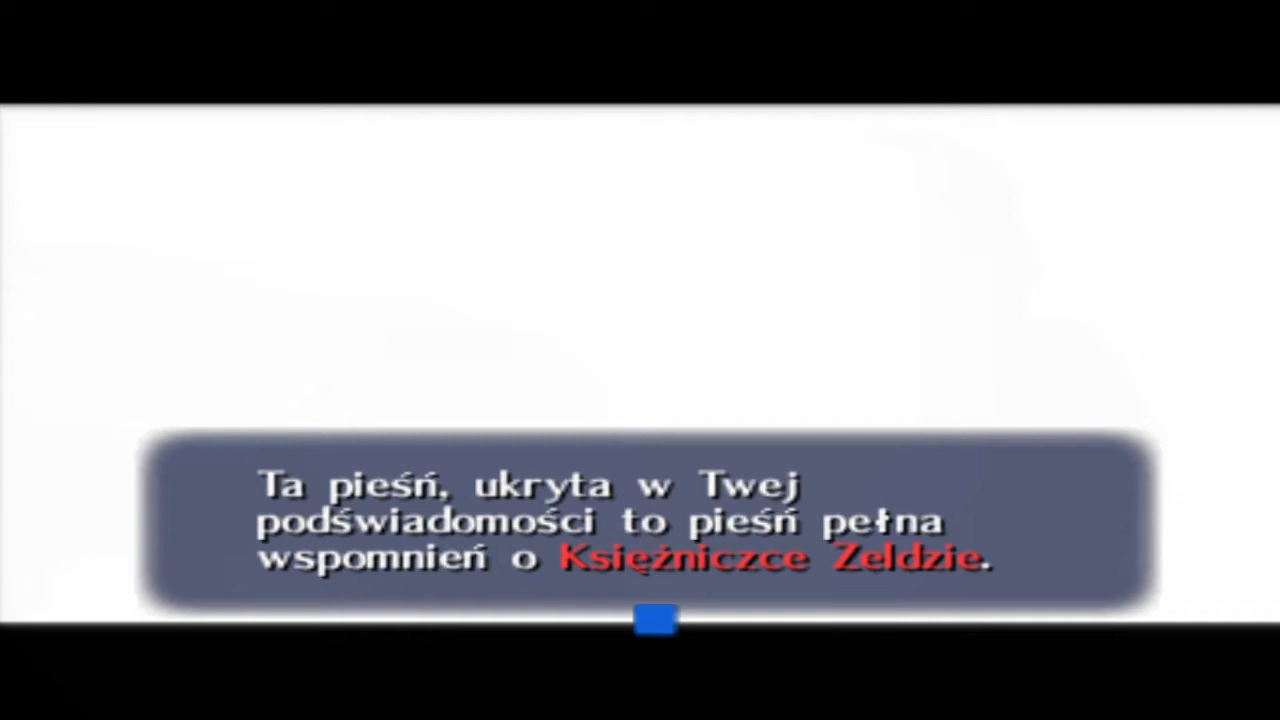 Ta pieśń, ukryta w Twej
podświadomości to pieśń pełna
wspomnień o Księżniczce Zeldzie.